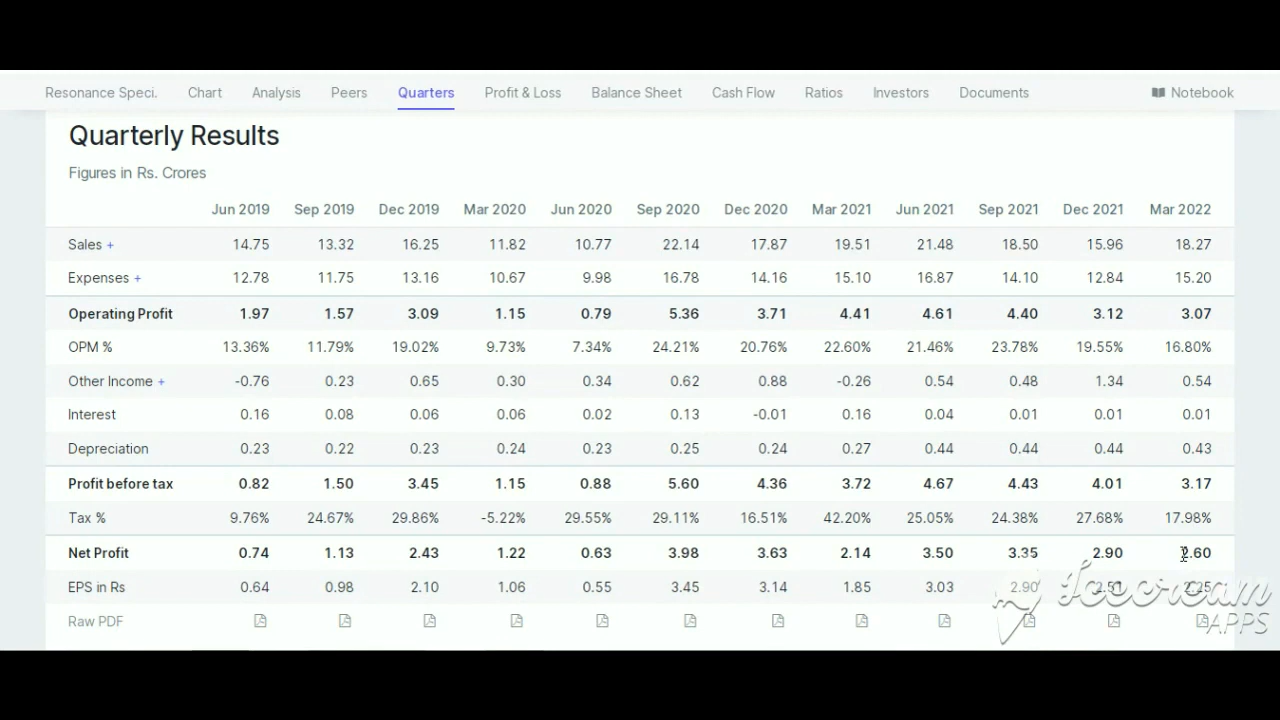 Resonance Speci. Chart Analysis Peers Quarters Profit & Loss Balance Sheet Cash Flow Ratios Investors Documents Notebook
Quarterly Results
Figures in Rs. Crores
Jun 2019 Sep 2019 Dec 2019 Mar 2020 Jun 2020 Sep 2020 Dec 2020 Mar 2021 Jun 2021 Sep 2021 Dec 2021 Mar 2022
Sales + 14.75 13.32 16.25 11.82 10.77 22.14 17.87 19.51 21.48 18.50 15.96 18.27
Expenses + 12.78 11.75 13.16 10.67 9.98 16.78 14.16 15.10 16.87 14.10 12.84 15.20
Operating Profit 1.97 1.57 3.09 1.15 0.79 5.36 3.71 4.41 4.61 4.40 3.12 3.07
OPM % 13.36% 11.79% 19.02% 9.73% 7.34% 24.21% 20.76% 22.60% 21.46% 23.78% 19.55% 16.80%
Other Income + -0.76 0.23 0.65 0.30 0.34 0.62 0.88 -0.26 0.54 0.48 1.34 0.54
Interest 0.16 0.08 0.06 0.06 0.02 0.13 -0.01 0.16 0.04 0.01 0.01 0.01
Depreciation 0.23 0.22 0.23 0.24 0.23 0.25 0.24 0.27 0.44 0.44 0.44 0.43
Profit before tax 0.82 1.50 3.45 1.15 0.88 5.60 4.36 3.72 4.67 4.43 4.01 3.17
Tax % 9.76% 24.67% 29.86% -5.22% 29.55% 29.11% 16.51% 42.20% 25.05% 24.38% 27.68% 17.98%
Net Profit 0.74 1.13 2.43 1.22 0.63 3.98 3.63 2.14 3.50 3.35 2.90 2.60
EPS in Rs 0.64 0.98 2.10 1.06 0.55 3.45 3.14 1.85 3.03 2.90 2.51 2.25
Icecream
APPS
Raw PDF